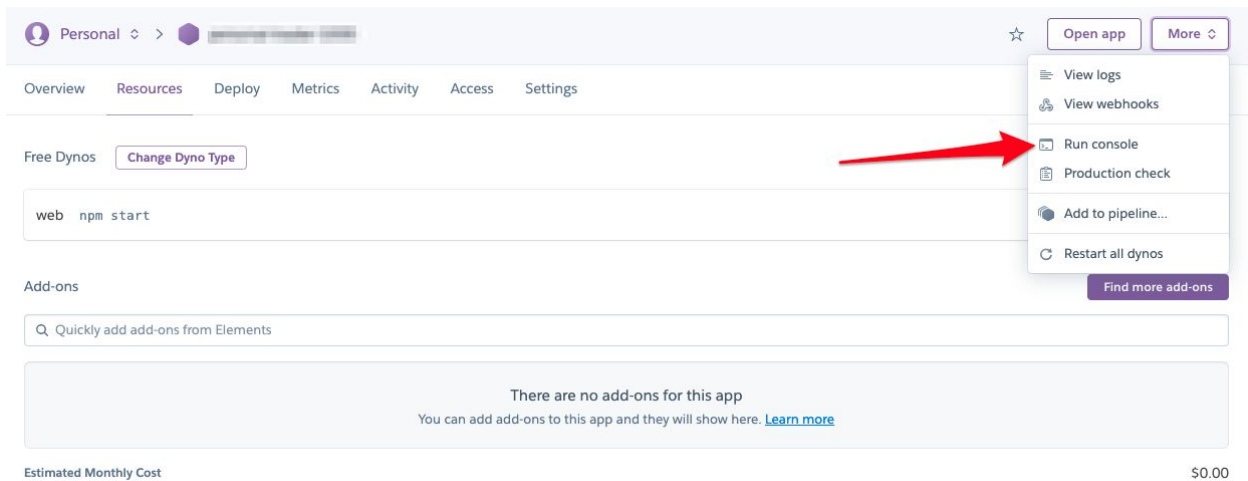 Personal >
Open app
More
View logs
View webhooks
Run console
Production check
Add to pipeline...
Restart all dynos
Overview Resources Deploy Metrics Activity Access Settings
Free Dynos
Change Dyno Type
web npm start
Add-ons
Find more add-ons
Quickly add add-ons from Elements
There are no add-ons for this app
You can add add-ons to this app and they will show here. Learn more
Estimated Monthly Cost
$0.00